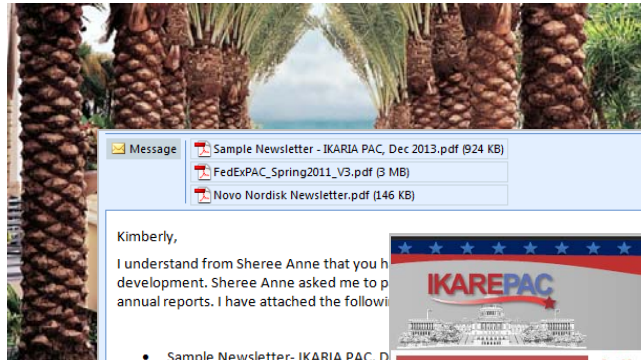 Message
Sample Newsletter - IKARIA PAC, Dec 2013.pdf (924 KB)
FedExPAC_Spring2011_V3.pdf (3 MB)
Novo Nordisk Newsletter.pdf (146 KB)
Kimberly,
I understand from Sheree Anne that you h
development. Sheree Anne asked me to p
annual reports. I have attached the followi
IKAREPAC
• Sample Newsletter- IKARIA PAC, D